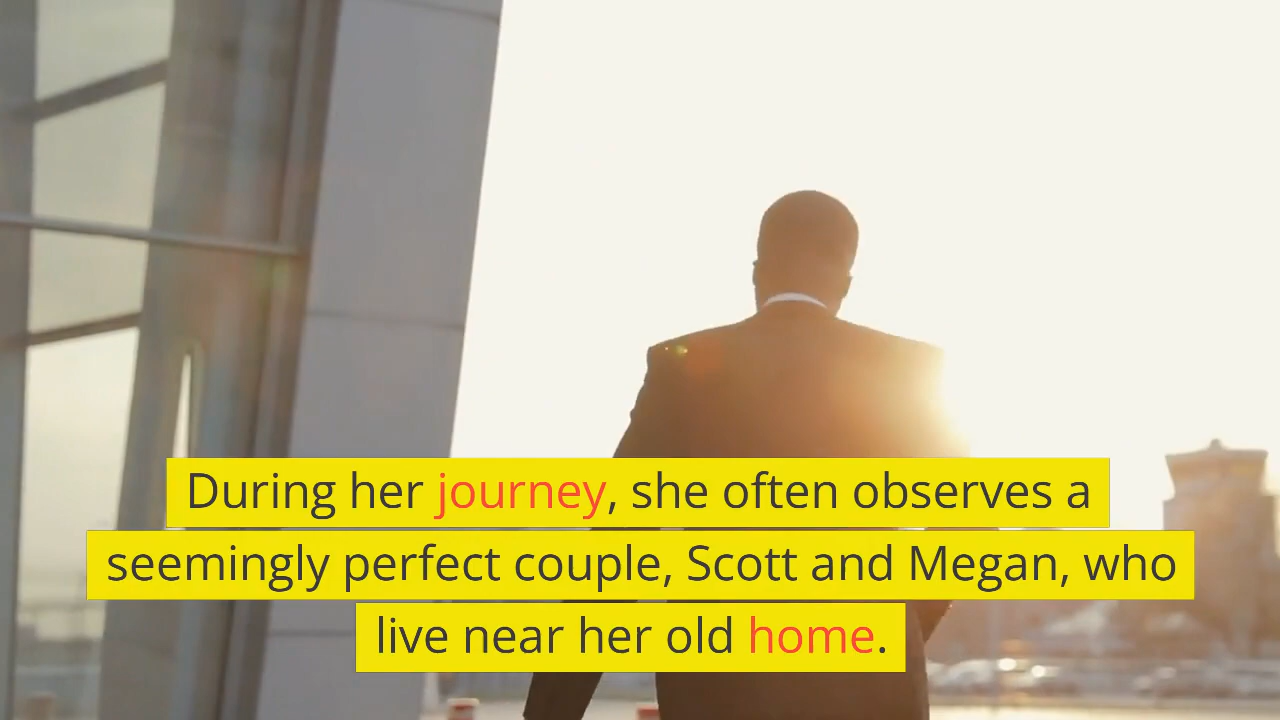 During her journey, she often observes a
seemingly perfect couple, Scott and Megan, who
live near her old home.